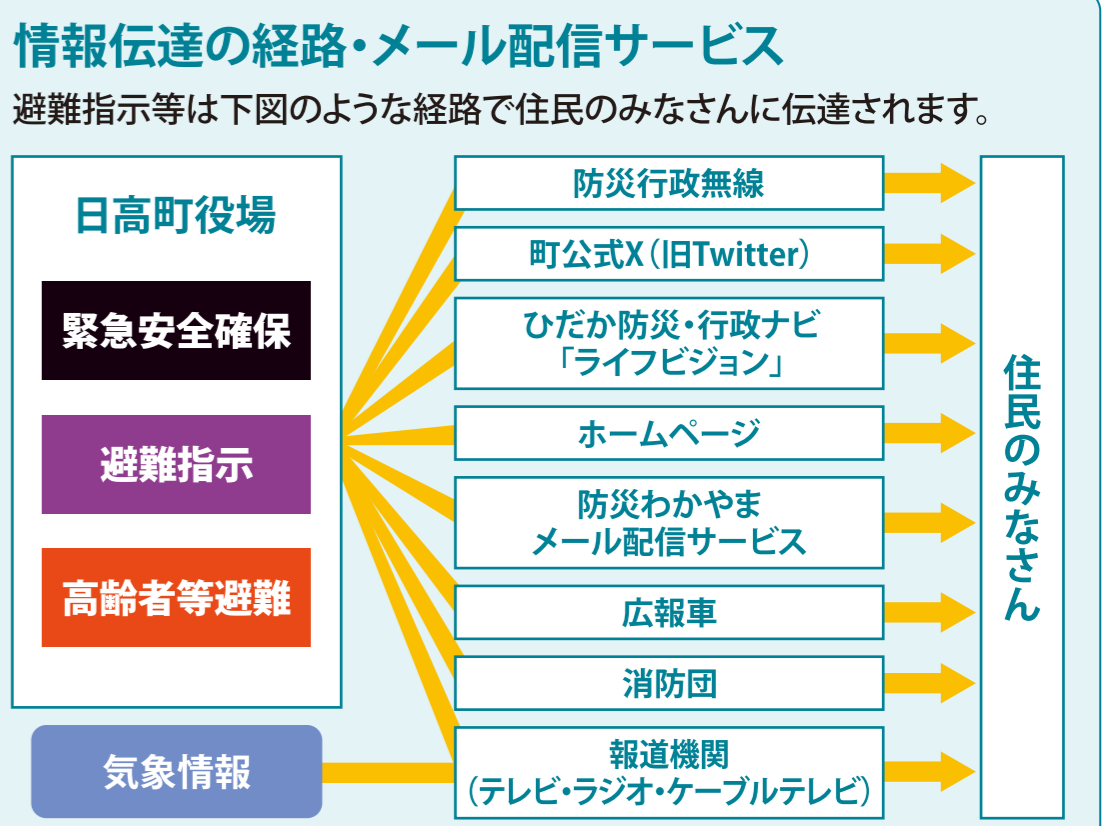 情報伝達の経路・メール配信サービス
避難指示等は下図のような経路で住民のみなさんに伝達されます。
日高町役場
緊急安全確保
避難指示
高齢者等避難
気象情報
防災行政無線
町公式X（旧Twitter）
ひだか防災・行政ナビ
「ライフビジョン」
ホームページ
防災わかやま
メール配信サービス
広報車
消防団
報道機関
（テレビ・ラジオ・ケーブルテレビ）
住民のみなさん